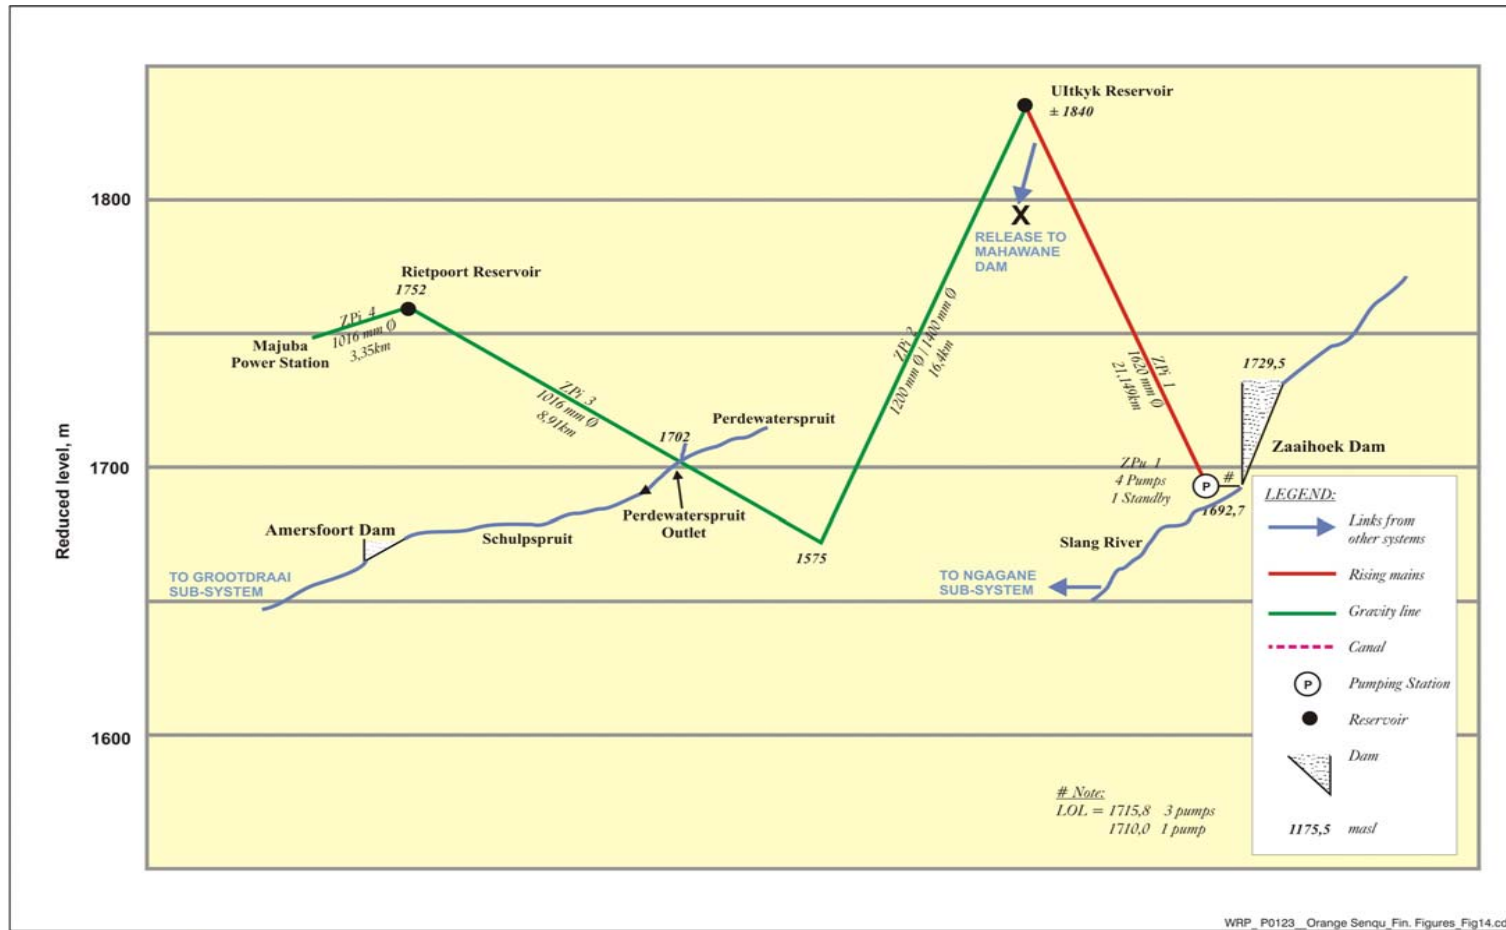 UItkyk Reservoir
± 1840
1800
RELEASE TO
MAHAWANE
DAM
Rietpoort Reservoir
1752
ZPi 4
1016 mm Ø
3,35km
Majuba
Power Station
ZPi 3
1016 mm Ø
8,91km
ZPi 2
1200 mm Ø / 1400 mm Ø
16,4km
ZPi 1
1620 mm Ø
21,149km
1729,5
Zaaihoek Dam
Perdewaterspruit
1702
1700
ZPu 1
4 Pumps
1 Standby
P
#
1692,7
Perdewaterspruit
Outlet
Amersfoort Dam
Schulpspruit
Slang River
1575
TO GROOTDRAAI
SUB-SYSTEM
TO NGAGANE
SUB-SYSTEM
Reduced level, m
1600
# Note:
LOL = 1715,8 3 pumps
1710,0 1 pump
LEGEND:
Links from
other systems
Rising mains
Gravity line
Canal
P
Pumping Station
Reservoir
Dam
1175,5 masl
X
WRP_ P0123__Orange Senqu_Fin. Figures_Fig14.cd